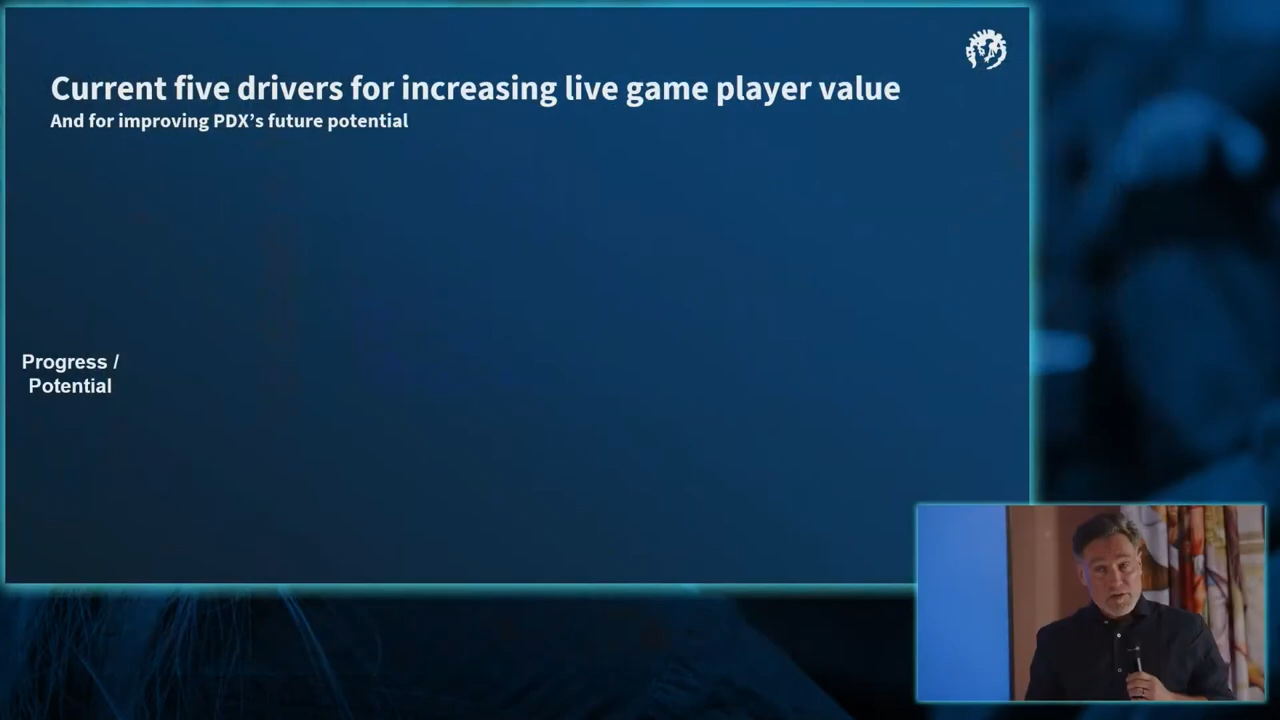 Current five drivers for increasing live game player value
And for improving PDX's future potential
Progress /
Potential